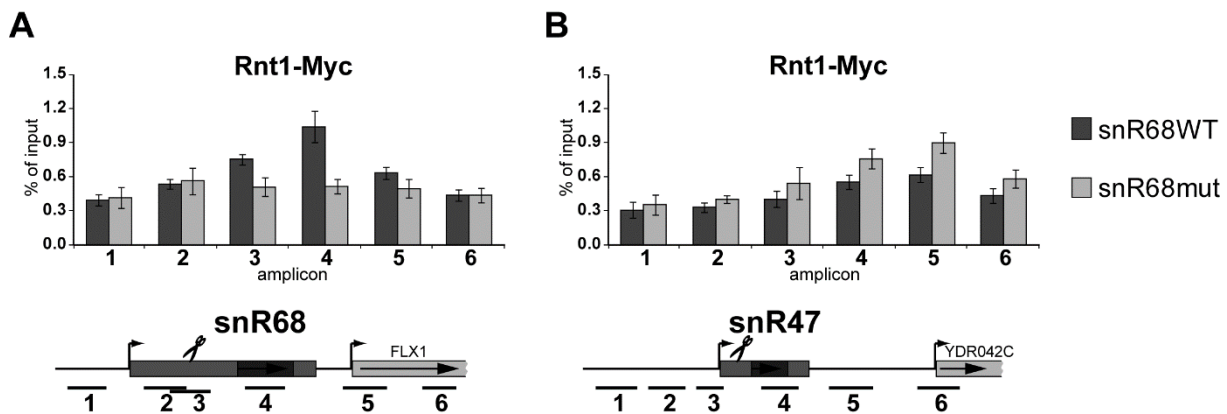 A
Rnt1-Myc
% of input
1.5
1.2
0.9
0.6
0.3
0.0
1 2 3 4 5 6
amplicon
snR68
FLX1
1 2 3 4 5 6
B
Rnt1-Myc
% of input
1.5
1.2
0.9
0.6
0.3
0.0
1 2 3 4 5 6
amplicon
snR47
YDR042C
1 2 3 4 5 6
snR68WT
snR68mut